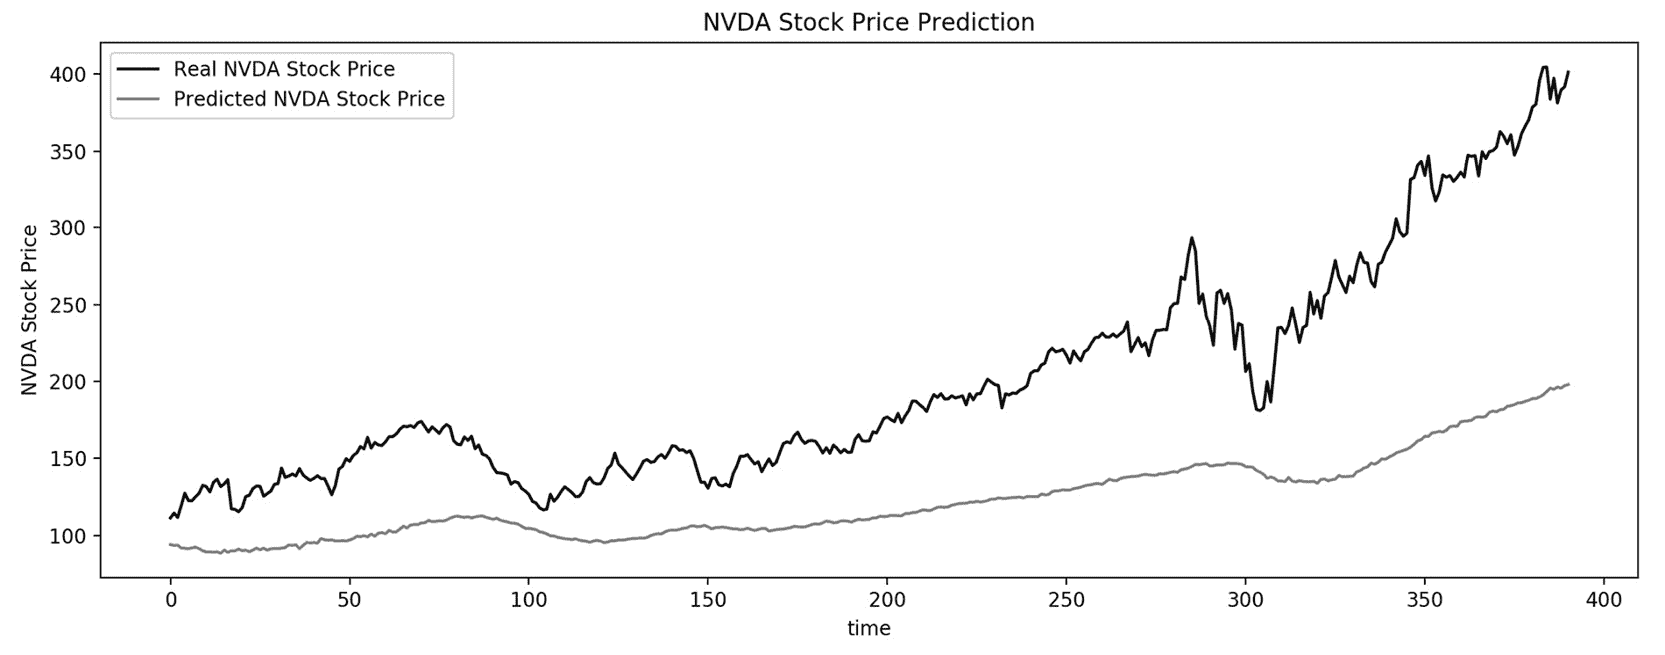 NVDA Stock Price Prediction
Real NVDA Stock Price
Predicted NVDA Stock Price
NVDA Stock Price
400
350
300
250
200
150
100
0 50 100 150 200 250 300 350 400
time